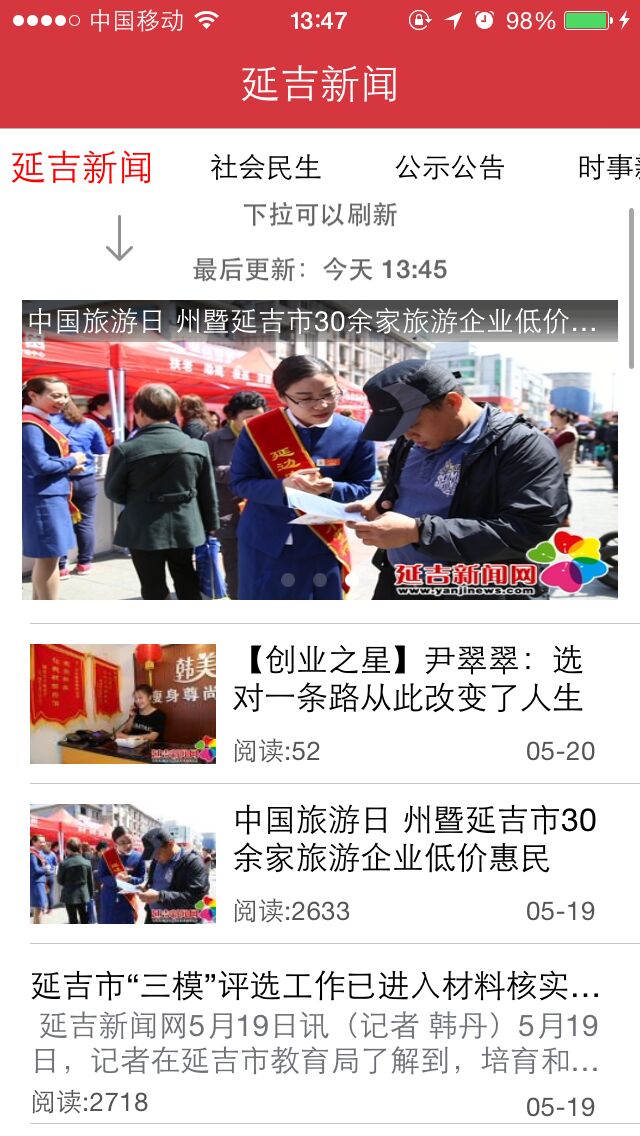 中国移动 13:47 98%
延吉新闻
延吉新闻 社会民生 公示公告 时事
下拉可以刷新
最后更新：今天 13:45
中国旅游日 州暨延吉市30余家旅游企业低价...
延边
延吉新闻网
www.yanjinews.com
韩美
瘦身尊尚
【创业之星】尹翠翠：选
对一条路从此改变了人生
阅读:52 05-20
中国旅游日 州暨延吉市30
余家旅游企业低价惠民
阅读:2633 05-19
延吉市“三模”评选工作已进入材料核实...
延吉新闻网5月19日讯（记者 韩丹）5月19
日，记者在延吉市教育局了解到，培育和...
阅读:2718 05-19